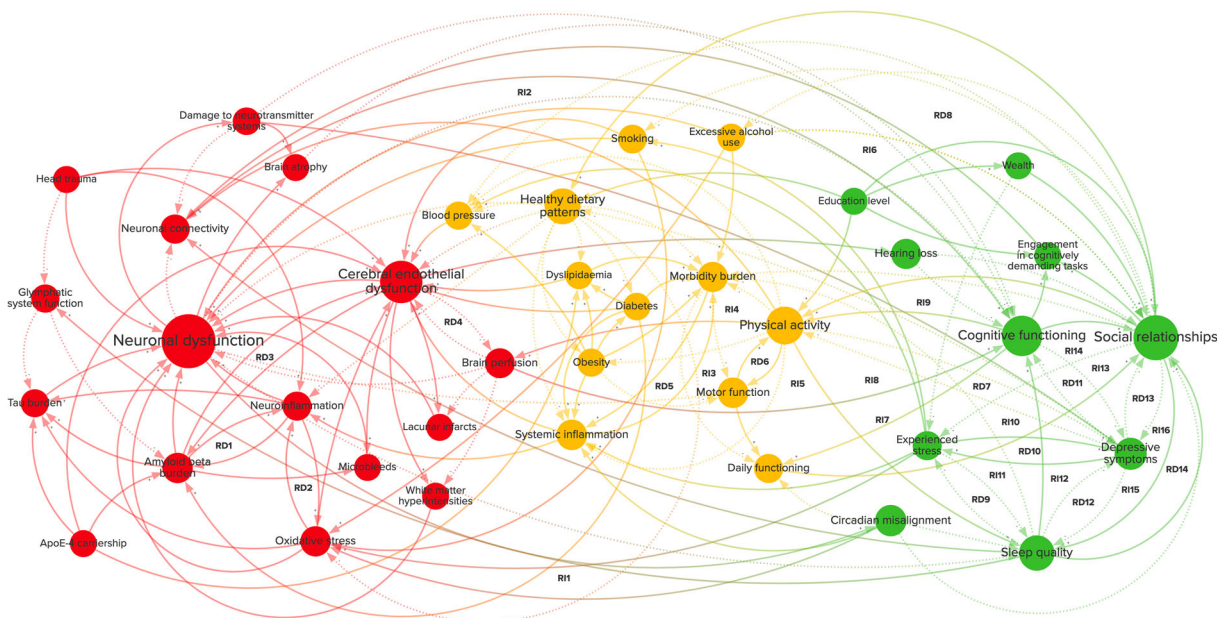 RI2
RD8
Damage to neurotransmitter
systems
Smoking
Excessive alcohol
use
RI6
Brain atrophy
Wealth
Head trauma
Healthy dietary
patterns
Education level
Blood pressure
Neuronal connectivity
Hearing loss
Engagement
in cognitively
demanding tasks
Cerebral endothelial
dysfunction
Dyslipidaemia
Morbidity burden
Glymphatic
system function
Diabetes
RI9
RI4
RD4
Physical activity
Cognitive functioning
Social relationships
Neuronal dysfunction
RI14
RD3
Brain perfusion
Obesity
RD6
RI3
RI5
RI8
RI13
RD5
RD7
RD11
Motor function
RD13
Tau burden
Neuroinflammation
RI7
RI10
Lacunar infarcts
Systemic inflammation
RI16
RD1
Experienced
stress
RD10
Depressive
symptoms
Amyloid beta
burden
Microbleeds
Daily functioning
RI11
RI12
RD14
RD2
White matter
hyperintensities
RI15
RD9
RD12
Circadian misalignment
ApoE-4 carriership
Oxidative stress
Sleep quality
RI1